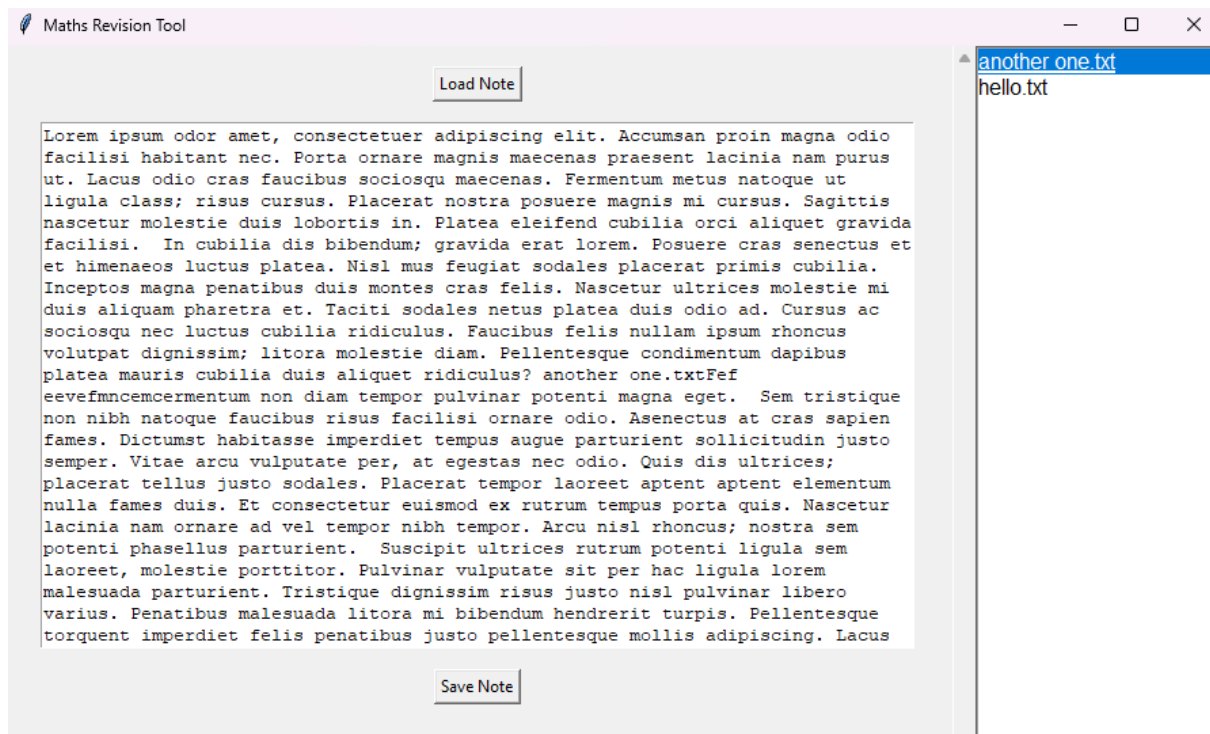 Maths Revision Tool
Load Note
another one.txt
hello.txt
Lorem ipsum odor amet, consectetuer adipiscing elit. Accumsan proin magna odio
facilisi habitant nec. Porta ornare magnis maecenas praesent lacinia nam purus
ut. Lacus odio cras faucibus sociosqu maecenas. Fermentum metus natoque ut
ligula class; risus cursus. Placerat nostra posuere magnis mi cursus. Sagittis
nascetur molestie duis lobortis in. Platea eleifend cubilia orci aliquet gravida
facilisi.  In cubilia dis bibendum; gravida erat lorem. Posuere cras senectus et
et himenaeos luctus platea. Nisl mus feugiat sodales placerat primis cubilia.
Inceptos magna penatibus duis montes cras felis. Nascetur ultrices molestie mi
duis aliquam pharetra et. Taciti sodales netus platea duis odio ad. Cursus ac
sociosqu nec luctus cubilia ridiculus. Faucibus felis nullam ipsum rhoncus
volutpat dignissim; litora molestie diam. Pellentesque condimentum dapibus
platea mauris cubilia duis aliquet ridiculus? another one.txtFef
eevefmncemcermentum non diam tempor pulvinar potenti magna eget.  Sem tristique
non nibh natoque faucibus risus facilisi ornare odio. Asenectus at cras sapien
fames. Dictumst habitasse imperdiet tempus augue parturient sollicitudin justo
semper. Vitae arcu vulputate per, at egestas nec odio. Quis dis ultrices;
placerat tellus justo sodales. Placerat tempor laoreet aptent aptent elementum
nulla fames duis. Et consectetur euismod ex rutrum tempus porta quis. Nascetur
lacinia nam ornare ad vel tempor nibh tempor. Arcu nisl rhoncus; nostra sem
potenti phasellus parturient.  Suscipit ultrices rutrum potenti ligula sem
laoreet, molestie porttitor. Pulvinar vulputate sit per hac ligula lorem
malesuada parturient. Tristique dignissim risus justo nisl pulvinar libero
varius. Penatibus malesuada litora mi bibendum hendrerit turpis. Pellentesque
torquent imperdiet felis penatibus justo pellentesque mollis adipiscing. Lacus
Save Note